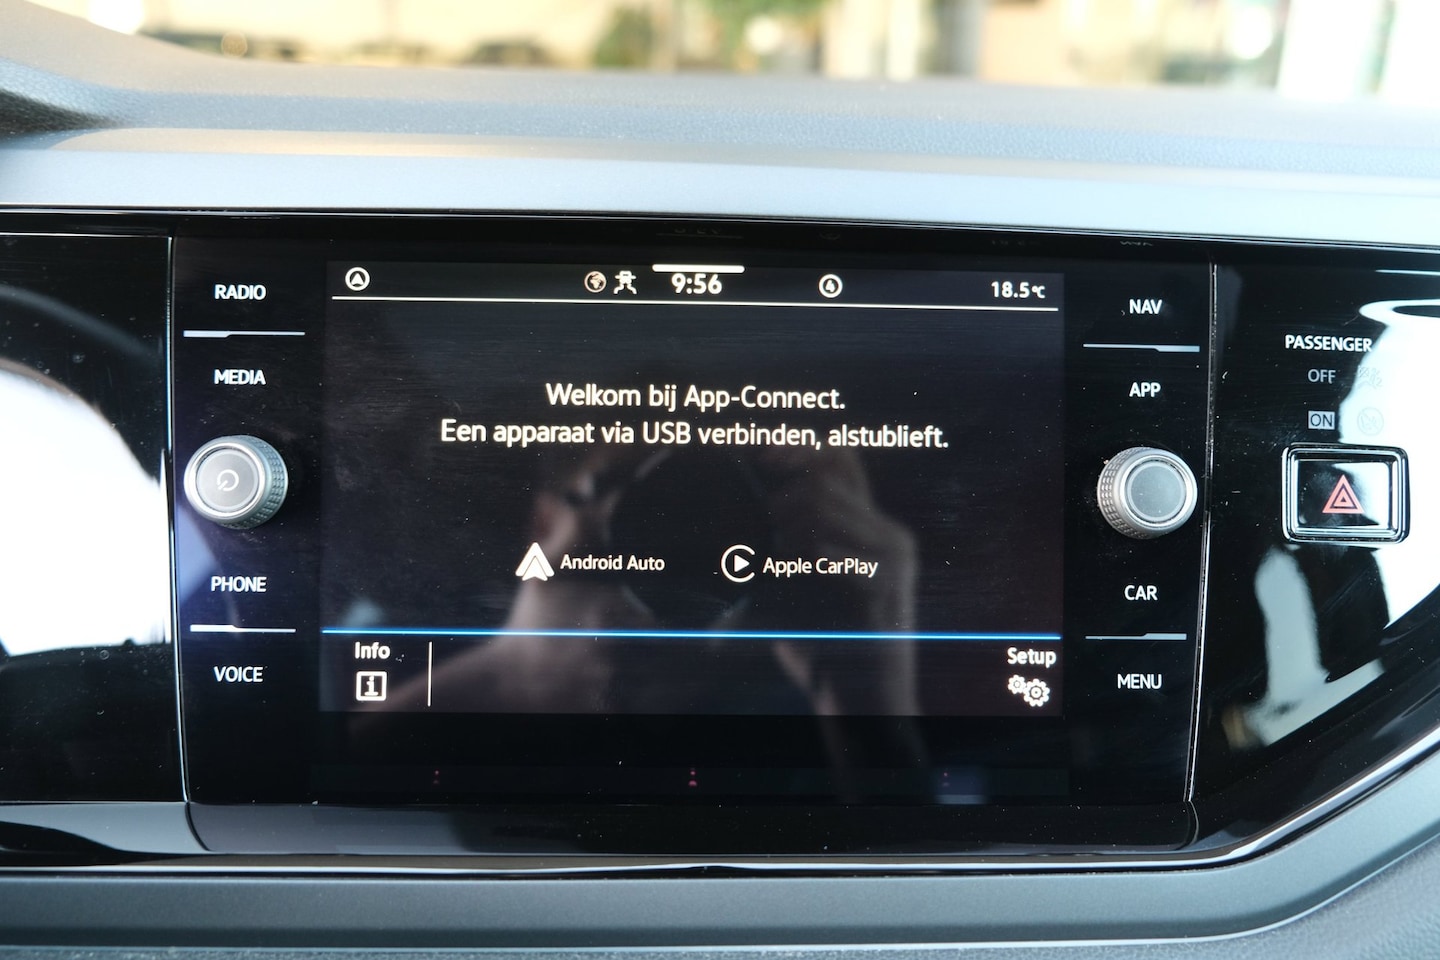 RADIO
MEDIA
PHONE
VOICE
9:56
4
18.5°C
Welkom bij App-Connect.
Een apparaat via USB verbinden, alstublieft.
Android Auto
Apple CarPlay
Info
Setup
NAV
APP
CAR
MENU
PASSENGER
OFF
ON